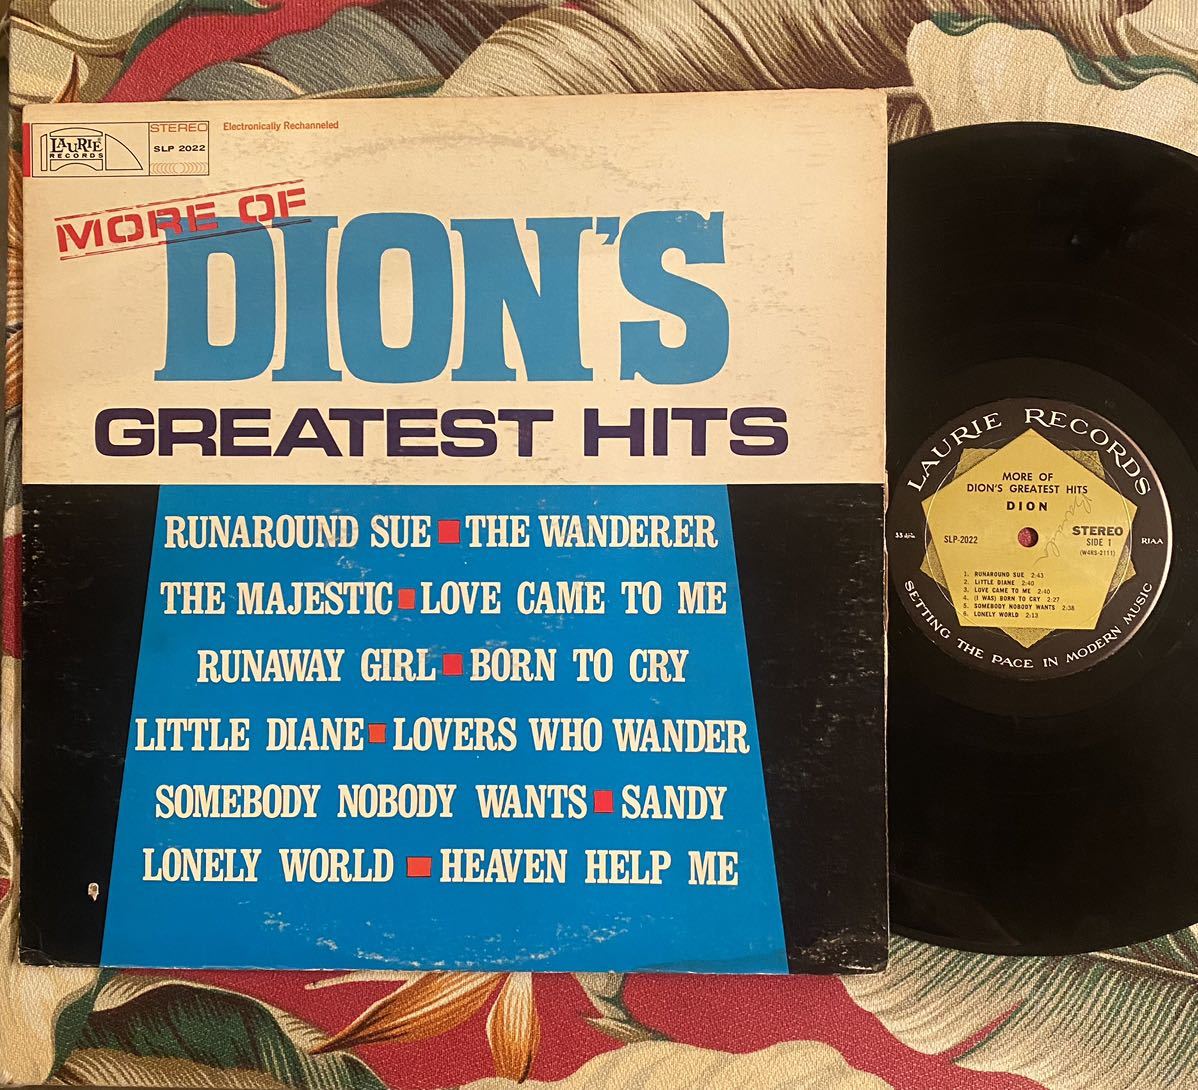 LAURIE
RECORDS
STEREO
SLP 2022
Electronically Rechanneled
MORE OF
DION'S
GREATEST HITS
RUNAROUND SUE ■ THE WANDERER
THE MAJESTIC ■ LOVE CAME TO ME
RUNAWAY GIRL ■ BORN TO CRY
LITTLE DIANE ■ LOVERS WHO WANDER
SOMEBODY NOBODY WANTS ■ SANDY
LONELY WORLD ■ HEAVEN HELP ME
LAURIE RECORDS
MORE OF
DION'S GREATEST HITS
DION
STEREO
SLP-2022
SIDE 1
(W4RS-2111)
RIAA
1. RUNAROUND SUE 2:43
2. LITTLE DIANE 2:40
3. LOVE CAME TO ME 2:40
4. (I WAS) BORN TO CRY 2:27
5. SOMEBODY NOBODY WANTS 2:38
6. LONELY WORLD 2:13
SETTING THE PACE IN MODERN MUSIC